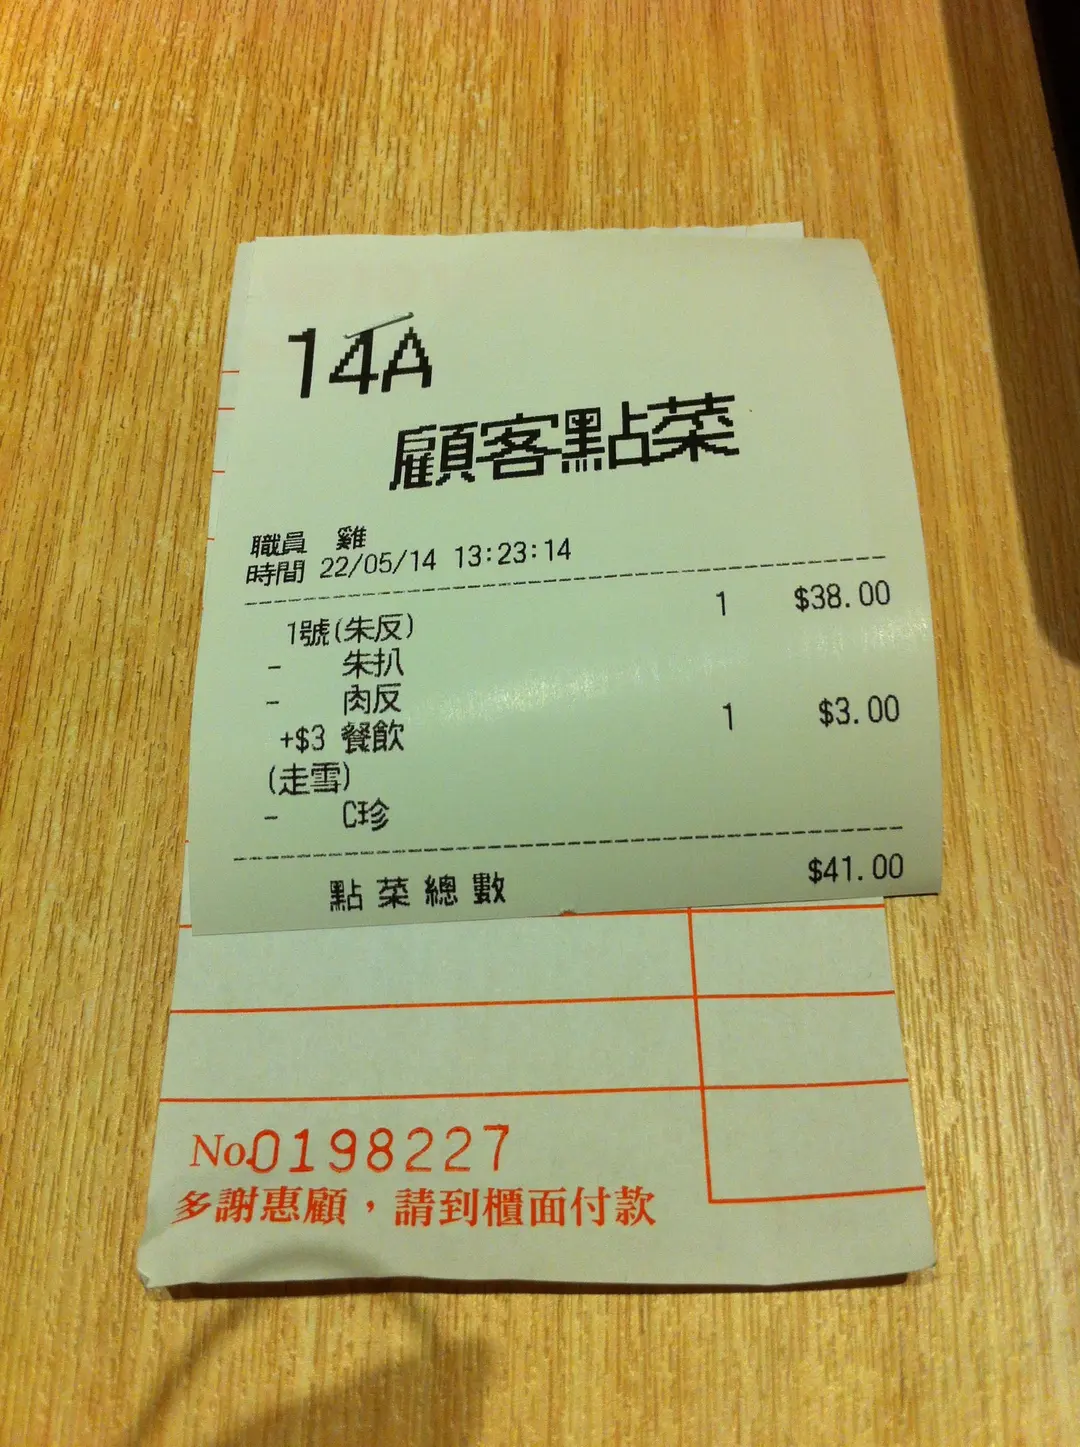 14A
顧客點菜
職員 雞
時間 22/05/14 13:23:14
1號(朱反) 1 $38.00
- 朱扒
- 肉反
+$3 餐飲 1 $3.00
(走雪)
- C珍
點菜總數 $41.00
No.0198227
多謝惠顧，請到櫃面付款